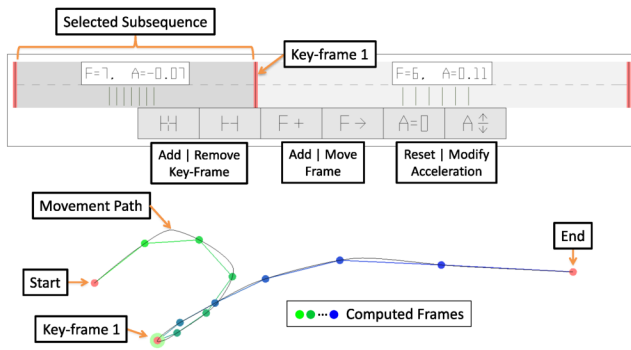 Selected Subsequence
Key-frame 1
F=7, A=-0.07
F=6, A=0.11
F+
F→
A=0
A
Add | Remove
Key-Frame
Add | Move
Frame
Reset | Modify
Acceleration
Movement Path
Start
End
Key-frame 1
Computed Frames